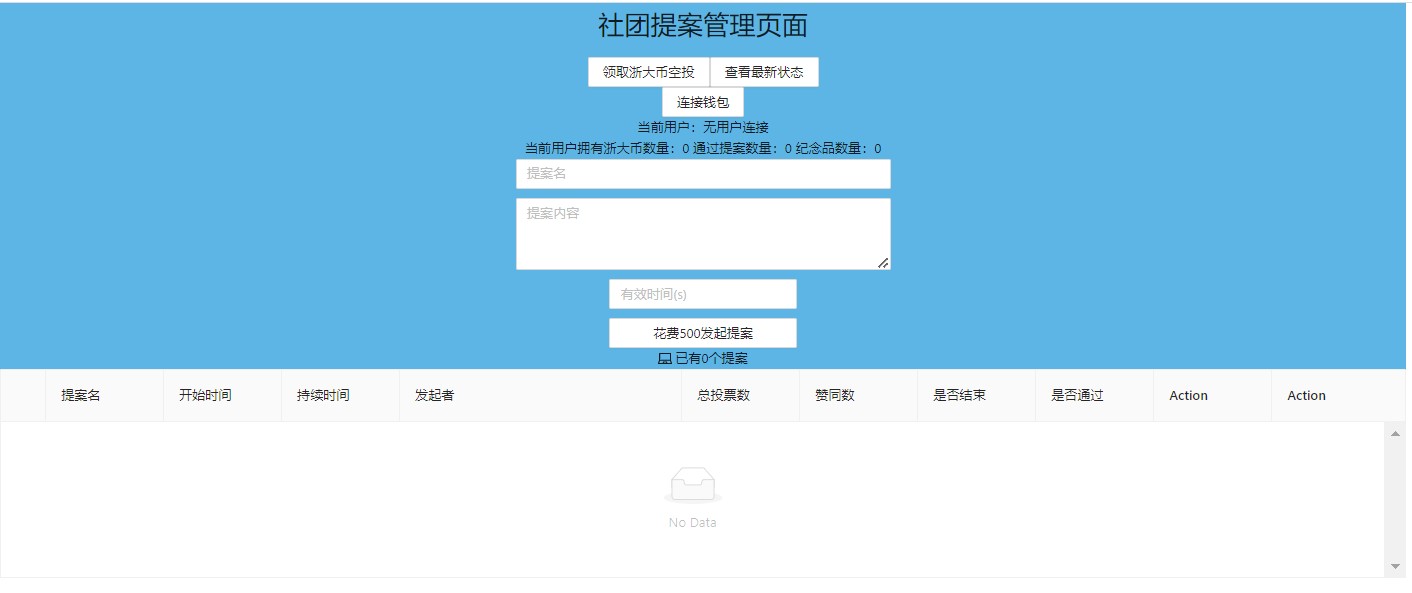 社团提案管理页面
领取浙大币空投 查看最新状态
连接钱包
当前用户：无用户连接
当前用户拥有浙大币数量：0 通过提案数量：0 纪念品数量：0
提案名
提案内容
有效时间(s)
花费500发起提案
已有0个提案
提案名 开始时间 持续时间 发起者 总投票数 赞同数 是否结束 是否通过 Action Action
No Data